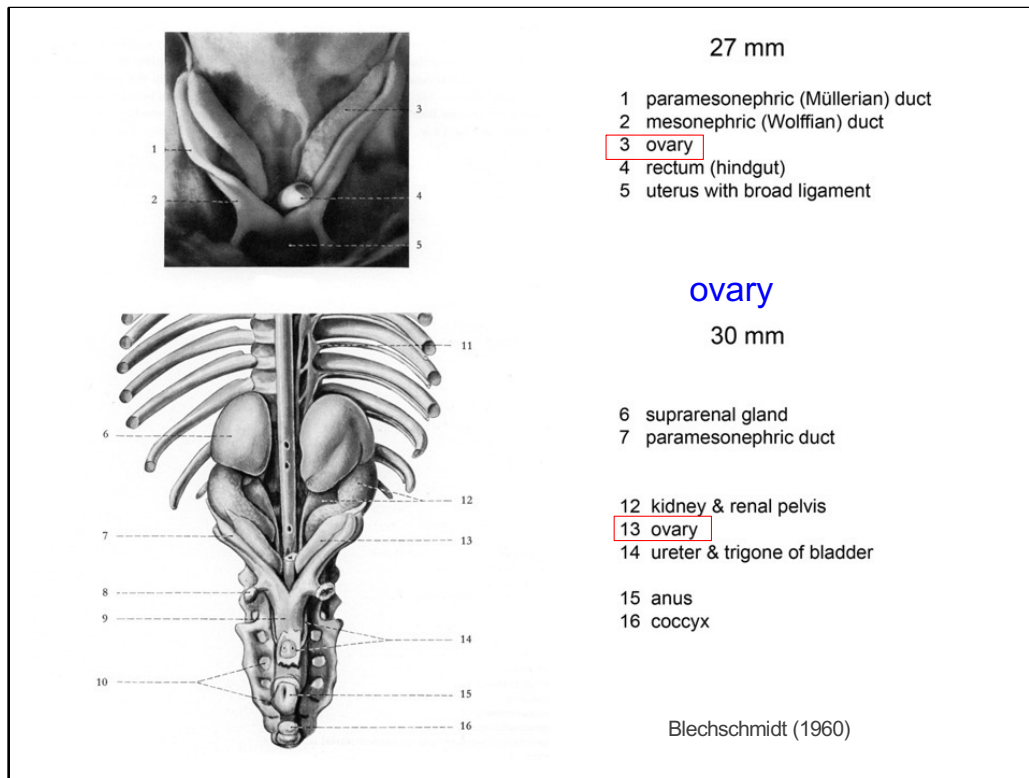 27 mm
1 paramesonephric (Müllerian) duct
2 mesonephric (Wolffian) duct
3 ovary
4 rectum (hindgut)
5 uterus with broad ligament
1
2
3
4
5
ovary
30 mm
6 suprarenal gland
7 paramesonephric duct
12 kidney & renal pelvis
13 ovary
14 ureter & trigone of bladder
15 anus
16 coccyx
6
7
8
9
10
11
12
13
14
15
16
Blechschmidt (1960)